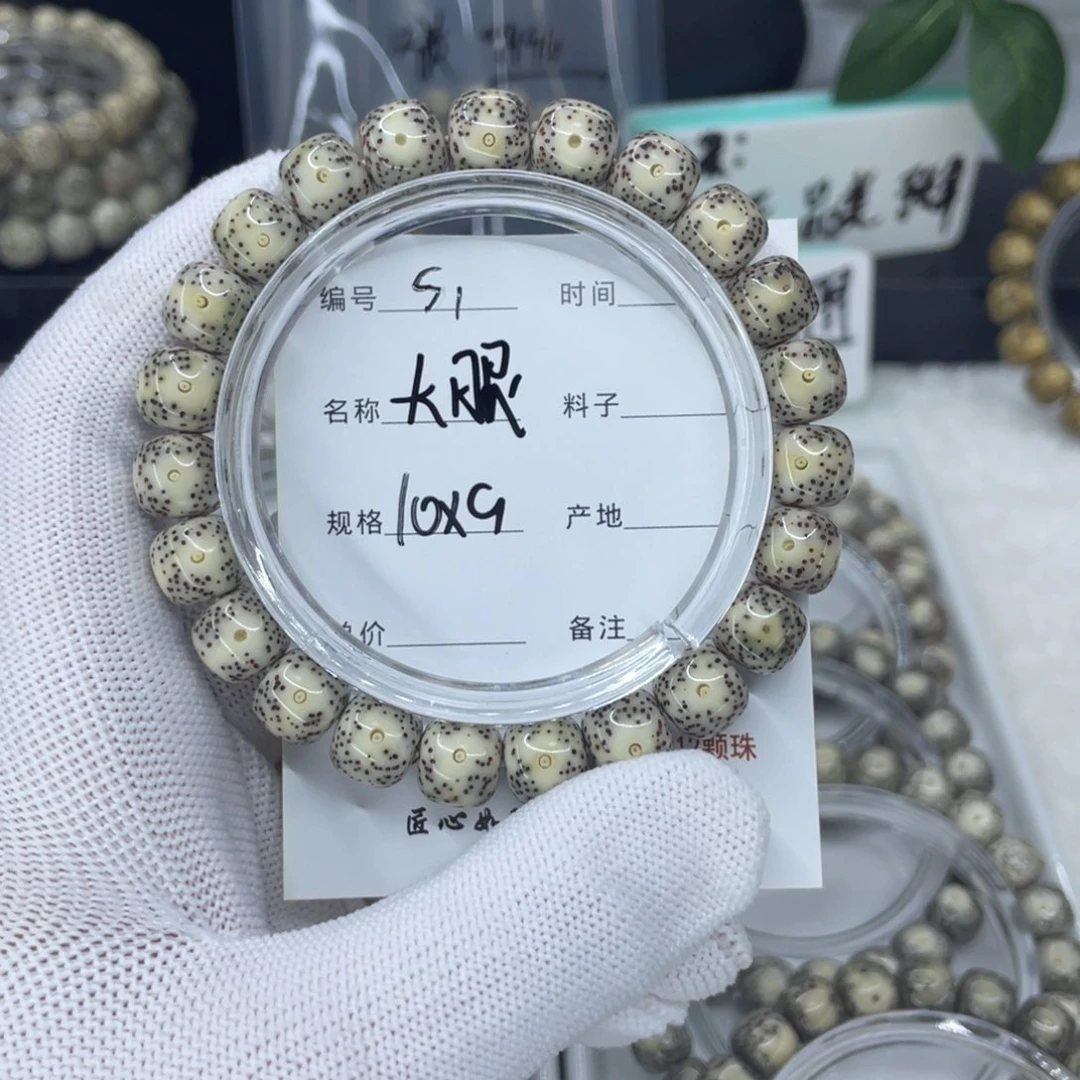 编号 S1 时间
名称 大眼 料子
规格 10x9 产地
价 备注
颗珠
匠心